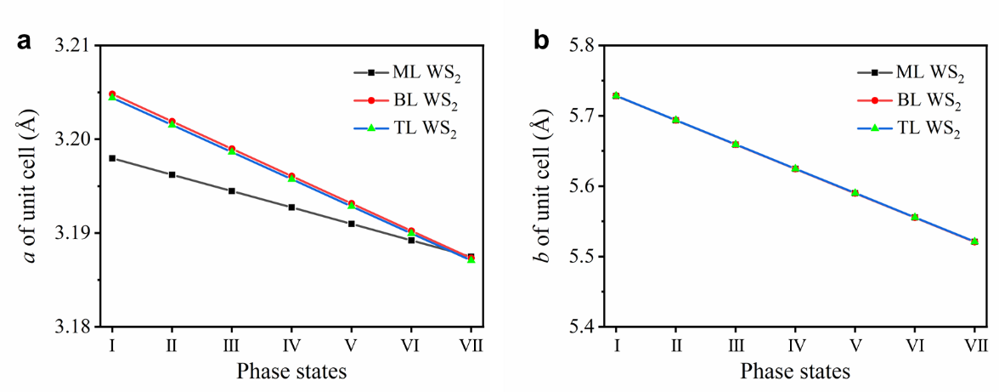 a
3.21
3.20
3.19
3.18
a of unit cell (Å)
ML WS₂
BL WS₂
TL WS₂
I II III IV V VI VII
Phase states
b
5.8
5.7
5.6
5.5
5.4
b of unit cell (Å)
ML WS₂
BL WS₂
TL WS₂
I II III IV V VI VII
Phase states